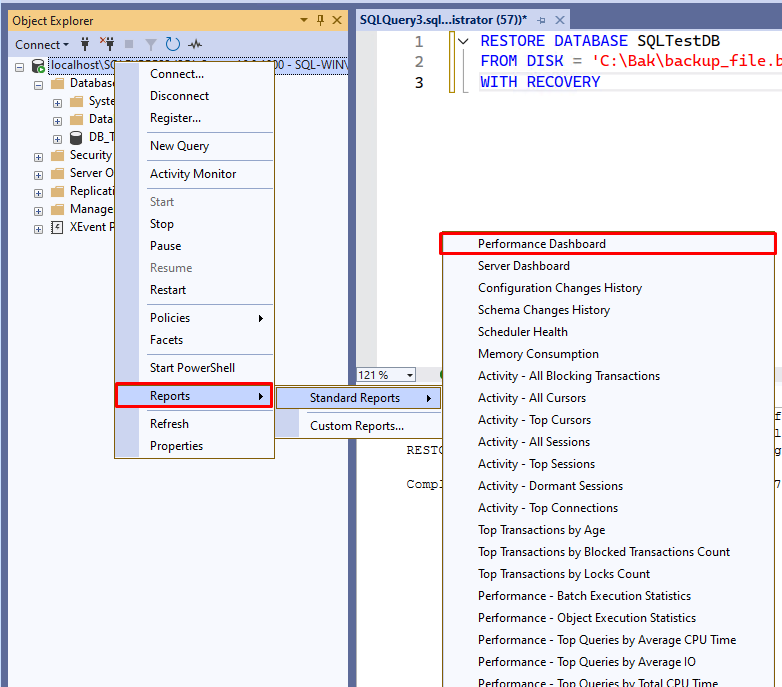 Object Explorer
Connect
localhost\
- SQL-WIN\
Databas
Syste
Data
DB_T
Security
Server O
Replicati
Manage
XEvent P
Connect...
Disconnect
Register...
New Query
Activity Monitor
Start
Stop
Pause
Resume
Restart
Policies
Facets
Start PowerShell
Reports
Refresh
Properties
Standard Reports
Custom Reports...
SQLQuery3.sql...istrator (57))*
1 RESTORE DATABASE SQLTestDB
2 FROM DISK = 'C:\Bak\backup_file.b
3 WITH RECOVERY
121 %
RESTO
Compl
Performance Dashboard
Server Dashboard
Configuration Changes History
Schema Changes History
Scheduler Health
Memory Consumption
Activity - All Blocking Transactions
Activity - All Cursors
Activity - Top Cursors
Activity - All Sessions
Activity - Top Sessions
Activity - Dormant Sessions
Activity - Top Connections
Top Transactions by Age
Top Transactions by Blocked Transactions Count
Top Transactions by Locks Count
Performance - Batch Execution Statistics
Performance - Object Execution Statistics
Performance - Top Queries by Average CPU Time
Performance - Top Queries by Average IO
Performance - Top Queries by Total CPU Time